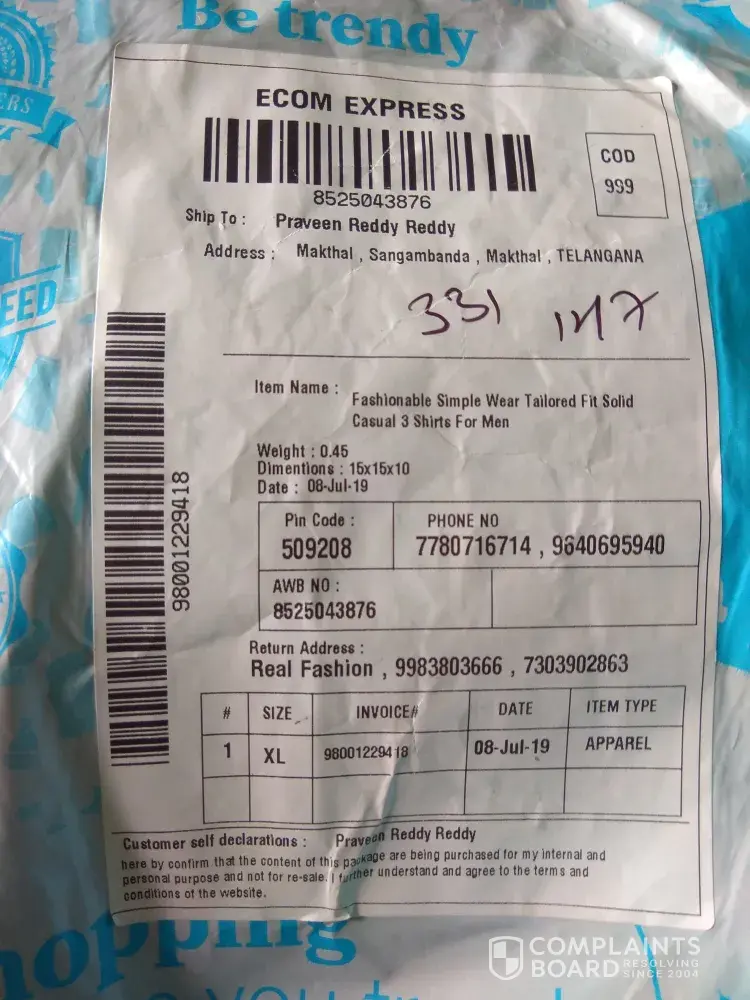 Be trendy
ERS
EED
ECOM EXPRESS
8525043876
COD
999
Ship To : Praveen Reddy Reddy
Address : Makthal , Sangambanda , Makthal , TELANGANA
331 147
Item Name : Fashionable Simple Wear Tailored Fit Solid
Casual 3 Shirts For Men
Weight : 0.45
Dimentions : 15x15x10
Date : 08-Jul-19
98001229418
Pin Code : PHONE NO
509208 7780716714 , 9640695940
AWB NO :
8525043876
Return Address :
Real Fashion , 9983803666 , 7303902863
# SIZE INVOICE# DATE ITEM TYPE
1 XL 98001229418 08-Jul-19 APPAREL
Customer self declarations : Praveen Reddy Reddy
here by confirm that the content of this package are being purchased for my internal and
personal purpose and not for re-sale. I further understand and agree to the terms and
conditions of the website.
hopping
COMPLAINTS
BOARD RESOLVING
SINCE 2004